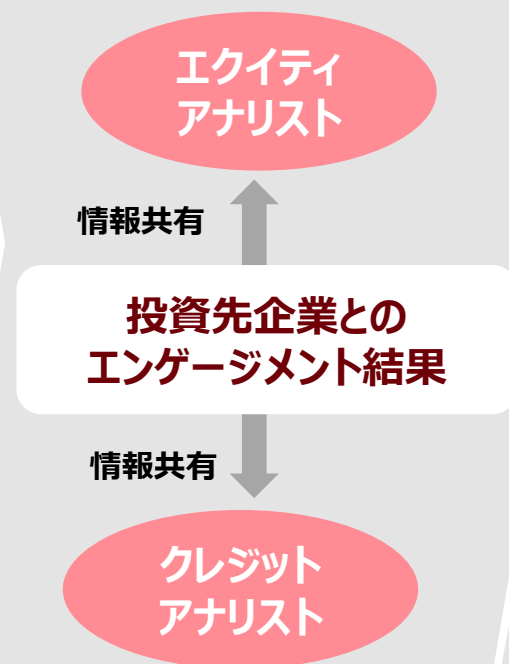 エクイティ
アナリスト
情報共有
投資先企業との
エンゲージメント結果
情報共有
クレジット
アナリスト